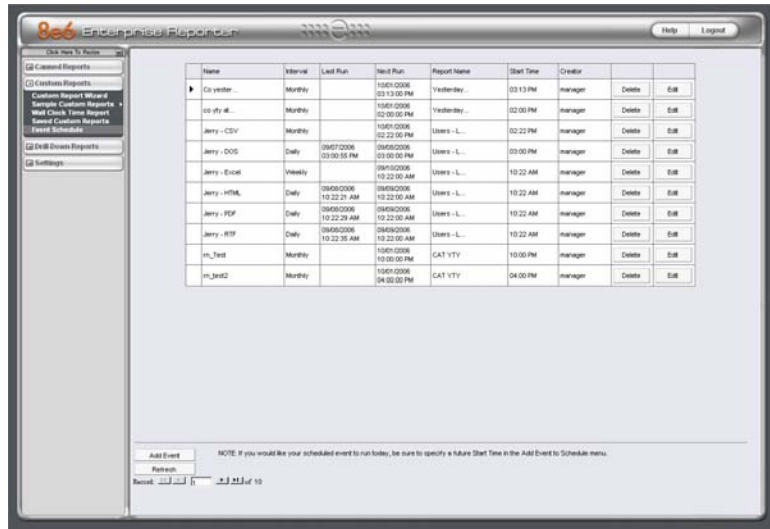 8e6 Enterprise Reporter
Help Logout
Click Here To Resize
Canned Reports
Custom Reports
Custom Report Wizard
Sample Custom Reports
Wall Clock Time Report
Saved Custom Reports
Event Schedule
Drill Down Reports
Settings
Name Interval Last Run Next Run Report Name Start Time Creator
Co yester... Monthly 10/01/2006 03:13:00 PM Yesterday... 03:13 PM manager Delete Edit
co yty all... Monthly 10/01/2006 02:00:00 PM Yesterday... 02:00 PM manager Delete Edit
Jerry - CSV Monthly 10/01/2006 02:22:00 PM Users - L... 02:22 PM manager Delete Edit
Jerry - DOS Daily 09/07/2006 03:00:55 PM 09/08/2006 03:00:00 PM Users - L... 03:00 PM manager Delete Edit
Jerry - Excel Weekly 09/10/2006 10:22:00 AM Users - L... 10:22 AM manager Delete Edit
Jerry - HTML Daily 09/08/2006 10:22:21 AM 09/09/2006 10:22:00 AM Users - L... 10:22 AM manager Delete Edit
Jerry - PDF Daily 09/08/2006 10:22:29 AM 09/09/2006 10:22:00 AM Users - L... 10:22 AM manager Delete Edit
Jerry - RTF Daily 09/08/2006 10:22:35 AM 09/09/2006 10:22:00 AM Users - L... 10:22 AM manager Delete Edit
rn_Test Monthly 10/01/2006 10:00:00 PM CAT YTY 10:00 PM manager Delete Edit
rn_test2 Monthly 10/01/2006 04:00:00 PM CAT YTY 04:00 PM manager Delete Edit
Add Event NOTE: If you would like your scheduled event to run today, be sure to specify a future Start Time in the Add Event to Schedule menu.
Refresh
Record: 1 of 10